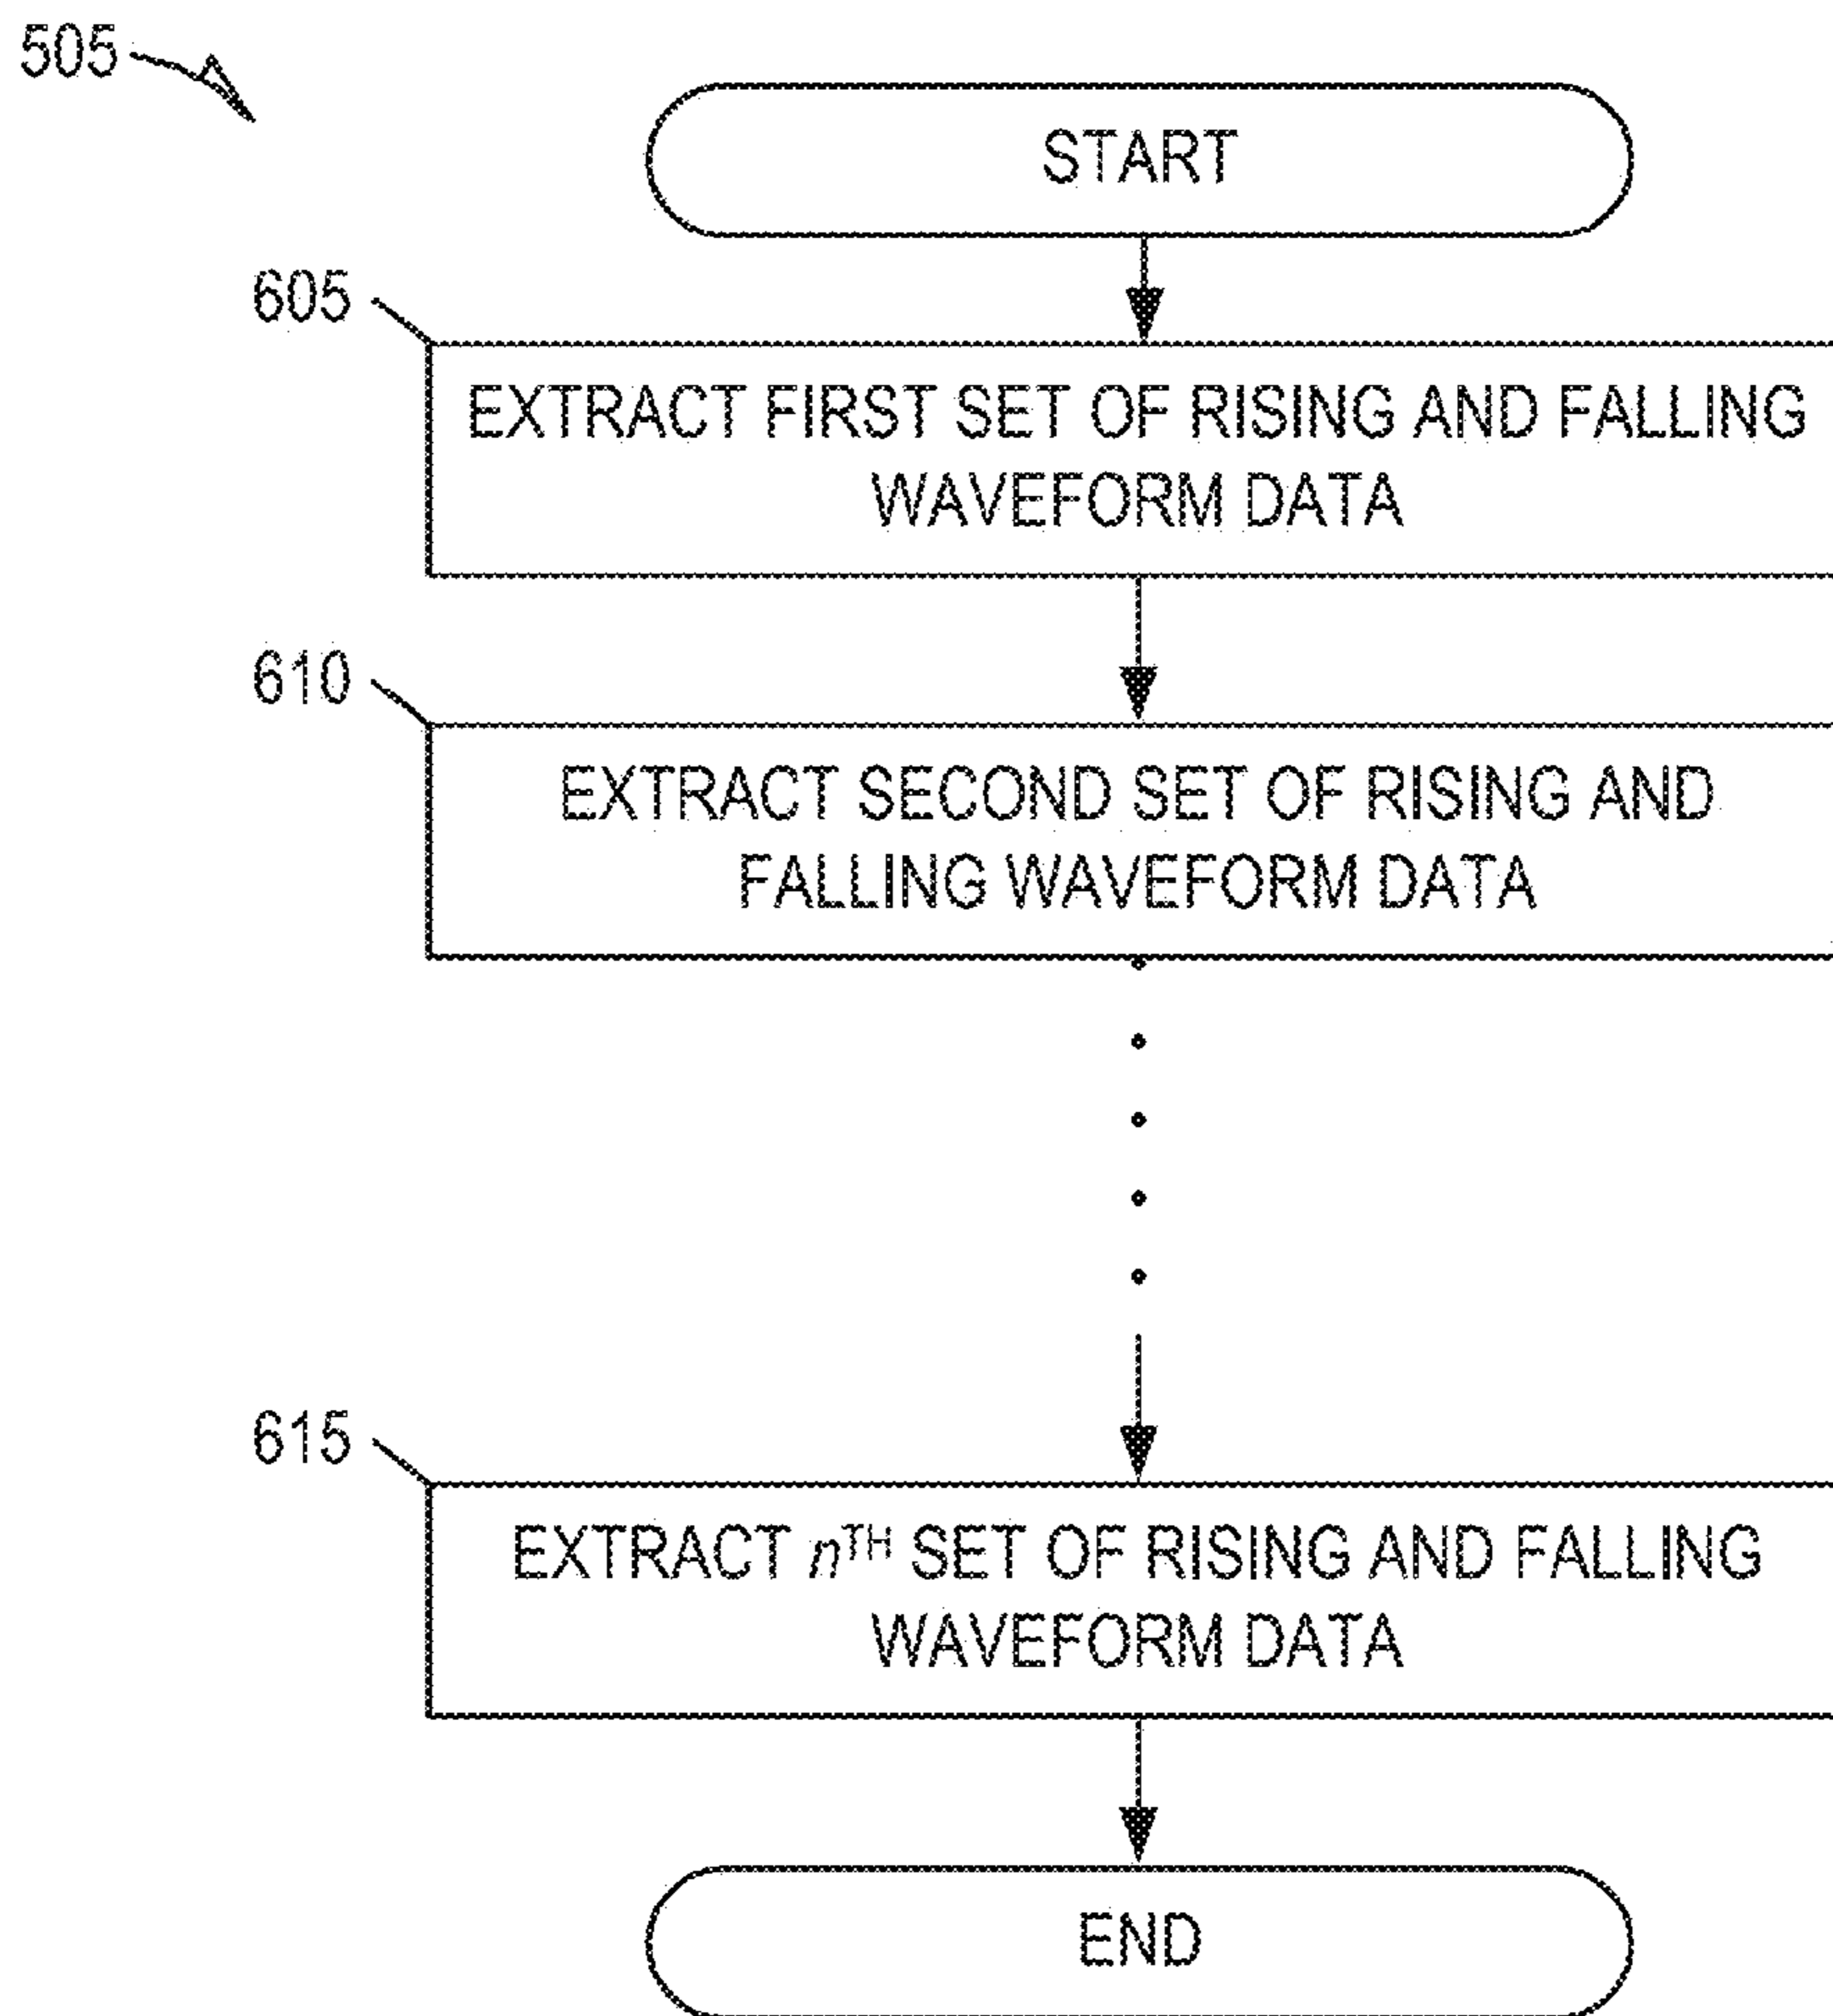 505
START
605
EXTRACT FIRST SET OF RISING AND FALLING
WAVEFORM DATA
610
EXTRACT SECOND SET OF RISING AND
FALLING WAVEFORM DATA
615
EXTRACT nTH SET OF RISING AND FALLING
WAVEFORM DATA
END